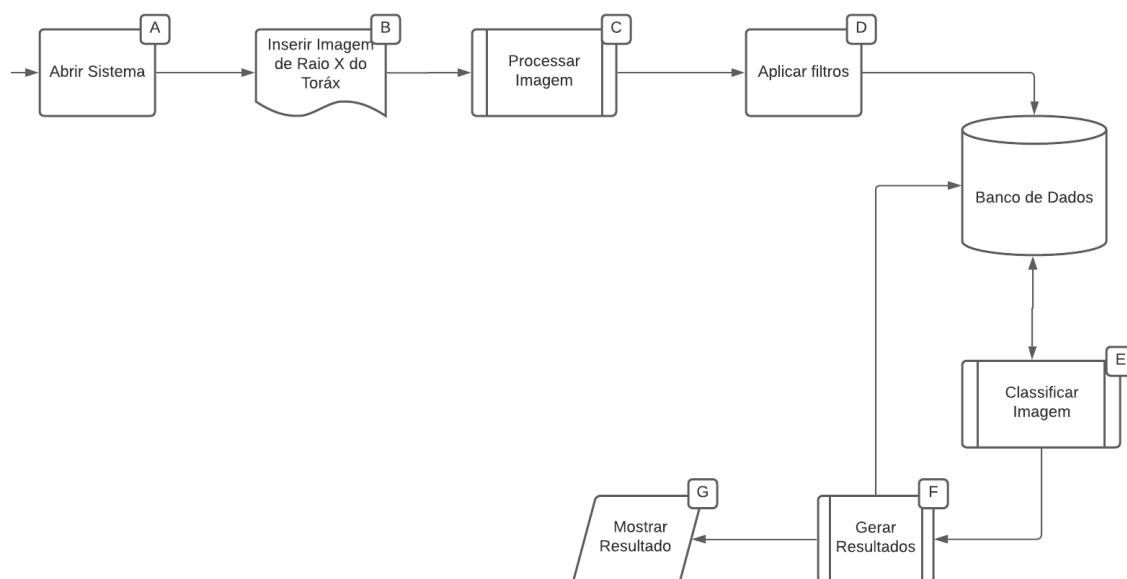 A
Abrir Sistema
B
Inserir Imagem
de Raio X do
Toráx
C
Processar
Imagem
D
Aplicar filtros
Banco de Dados
E
Classificar
Imagem
F
Gerar
Resultados
G
Mostrar
Resultado